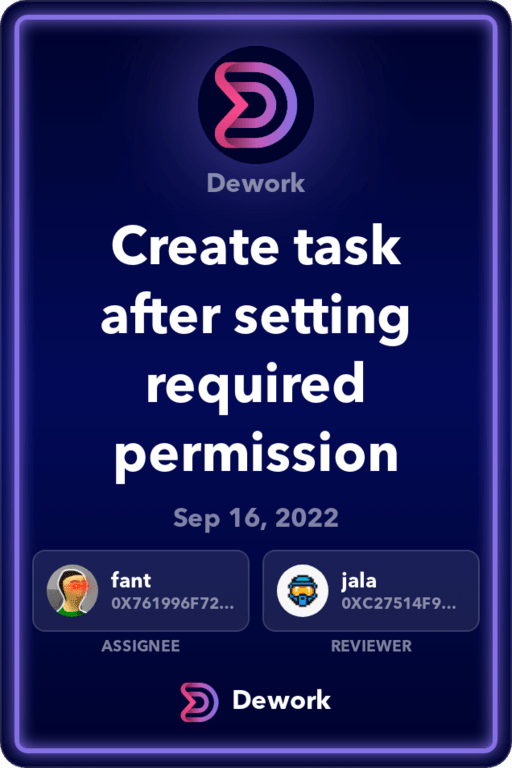 Dework
Create task
after setting
required
permission
Sep 16, 2022
fant
0X761996F72...
ASSIGNEE
jala
0XC27514F9...
REVIEWER
Dework